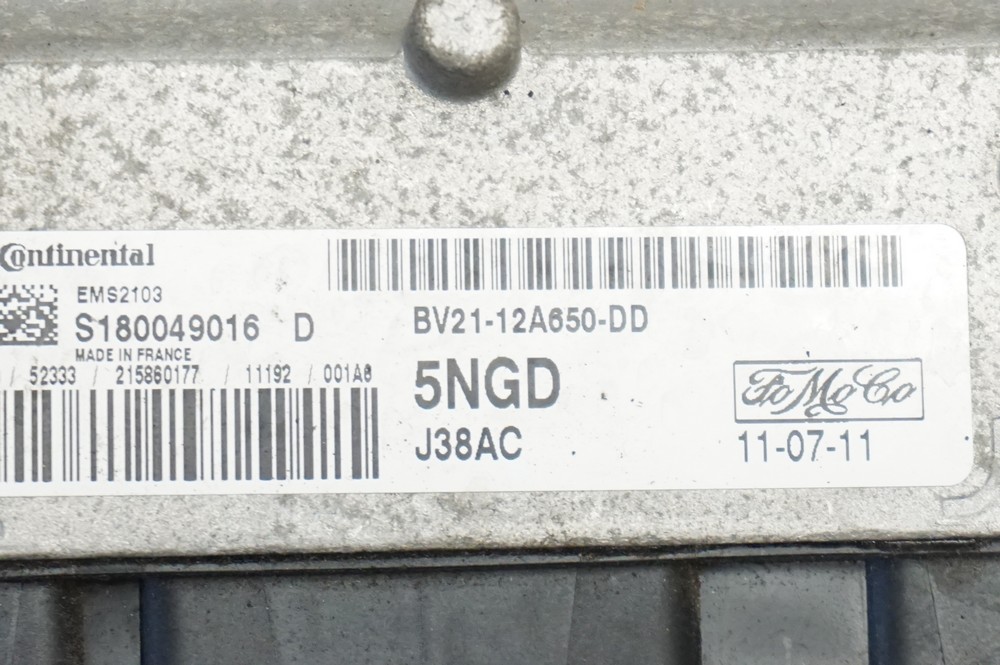 Continental
EMS2103
S180049016 D
MADE IN FRANCE
/ 52333 / 215860177 / 11192 / 001A6
BV21-12A650-DD
5NGD
J38AC
FoMoCo
11-07-11